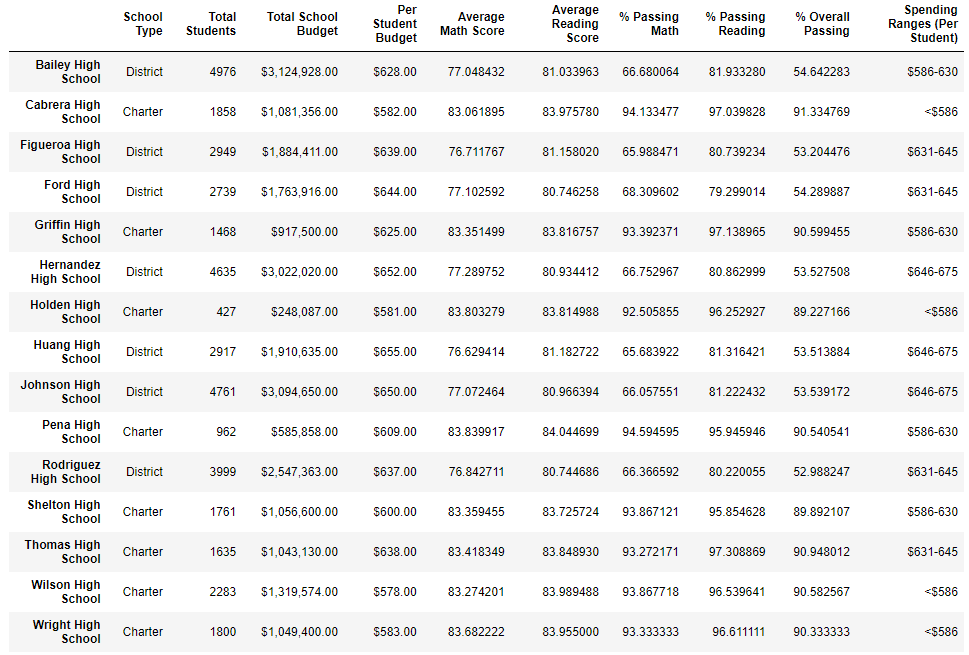 School Type Total Students Total School Budget Per Student Budget Average Math Score Average Reading Score % Passing Math % Passing Reading % Overall Passing Spending Ranges (Per Student)
Bailey High School District 4976 $3,124,928.00 $628.00 77.048432 81.033963 66.680064 81.933280 54.642283 $586-630
Cabrera High School Charter 1858 $1,081,356.00 $582.00 83.061895 83.975780 94.133477 97.039828 91.334769 <$586
Figueroa High School District 2949 $1,884,411.00 $639.00 76.711767 81.158020 65.988471 80.739234 53.204476 $631-645
Ford High School District 2739 $1,763,916.00 $644.00 77.102592 80.746258 68.309602 79.299014 54.289887 $631-645
Griffin High School Charter 1468 $917,500.00 $625.00 83.351499 83.816757 93.392371 97.138965 90.599455 $586-630
Hernandez High School District 4635 $3,022,020.00 $652.00 77.289752 80.934412 66.752967 80.862999 53.527508 $646-675
Holden High School Charter 427 $248,087.00 $581.00 83.803279 83.814988 92.505855 96.252927 89.227166 <$586
Huang High School District 2917 $1,910,635.00 $655.00 76.629414 81.182722 65.683922 81.316421 53.513884 $646-675
Johnson High School District 4761 $3,094,650.00 $650.00 77.072464 80.966394 66.057551 81.222432 53.539172 $646-675
Pena High School Charter 962 $585,858.00 $609.00 83.839917 84.044699 94.594595 95.945946 90.540541 $586-630
Rodriguez High School District 3999 $2,547,363.00 $637.00 76.842711 80.744686 66.366592 80.220055 52.988247 $631-645
Shelton High School Charter 1761 $1,056,600.00 $600.00 83.359455 83.725724 93.867121 95.854628 89.892107 $586-630
Thomas High School Charter 1635 $1,043,130.00 $638.00 83.418349 83.848930 93.272171 97.308869 90.948012 $631-645
Wilson High School Charter 2283 $1,319,574.00 $578.00 83.274201 83.989488 93.867718 96.539641 90.582567 <$586
Wright High School Charter 1800 $1,049,400.00 $583.00 83.682222 83.955000 93.333333 96.611111 90.333333 <$586